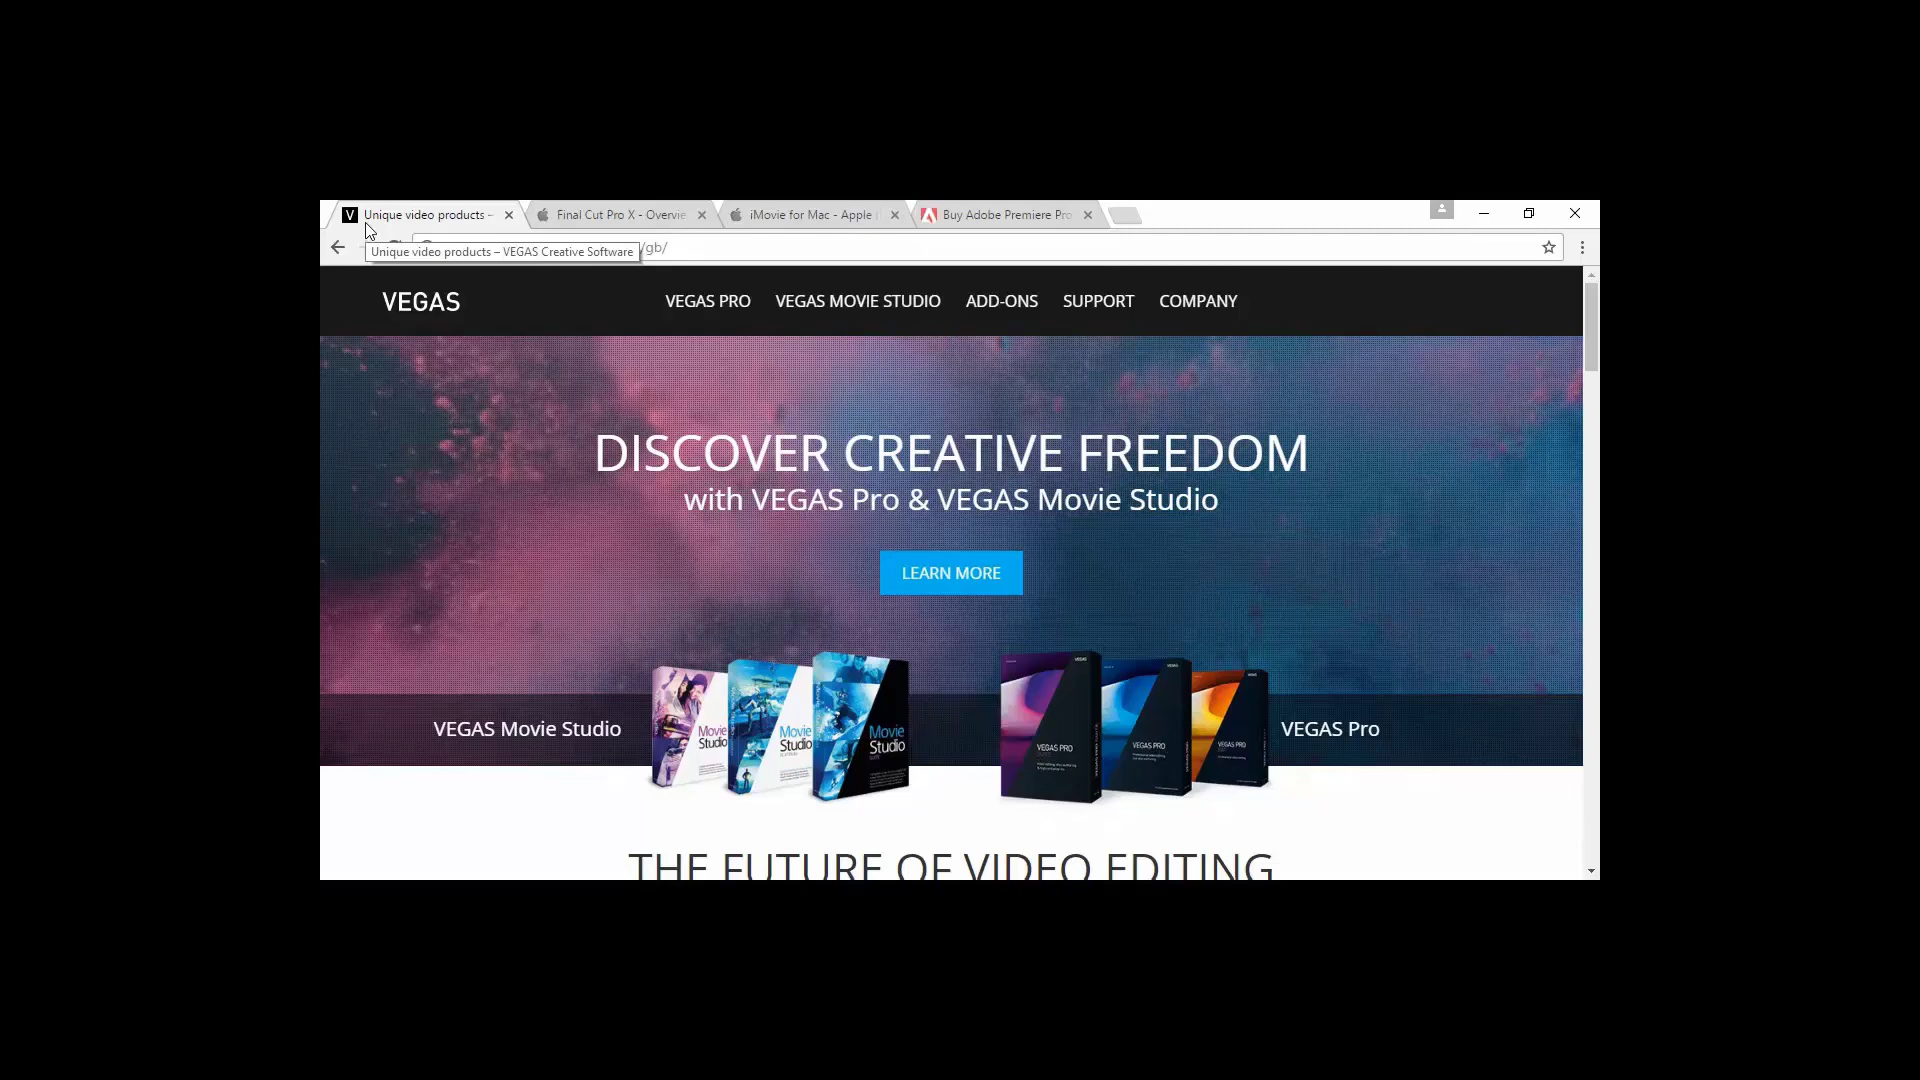 Unique video products –
Final Cut Pro X - Overvie
iMovie for Mac - Apple
Buy Adobe Premiere Pro
/gb/
Unique video products – VEGAS Creative Software
VEGAS
VEGAS PRO VEGAS MOVIE STUDIO ADD-ONS SUPPORT COMPANY
DISCOVER CREATIVE FREEDOM
with VEGAS Pro & VEGAS Movie Studio
LEARN MORE
VEGAS Movie Studio
Movie Studio
Movie Studio
Movie Studio
VEGAS PRO
VEGAS PRO
VEGAS PRO
VEGAS Pro
THE FUTURE OF VIDEO EDITING